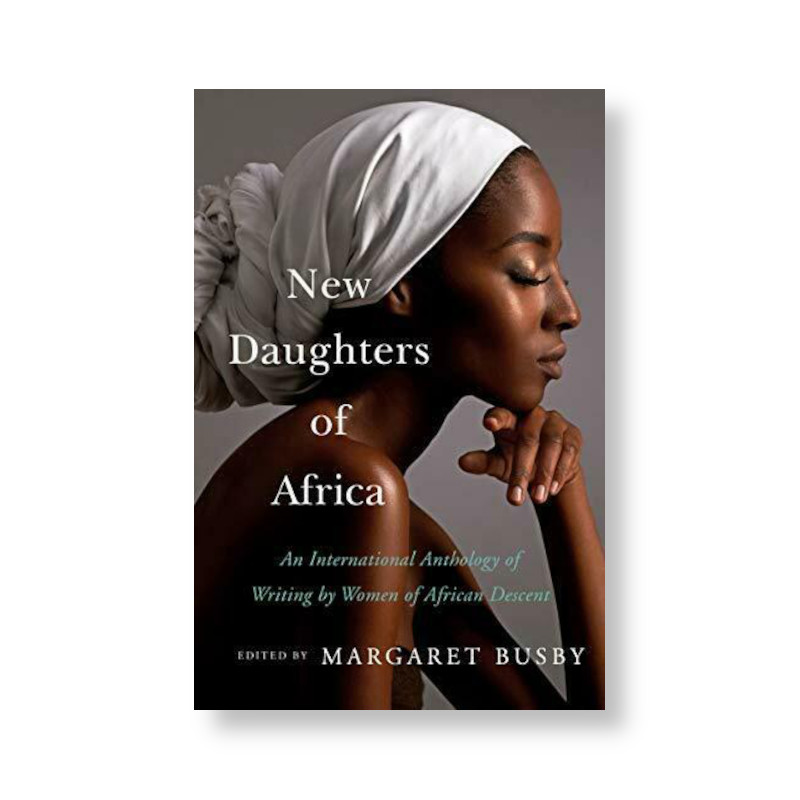 New
Daughters
of
Africa
An International Anthology of
Writing by Women of African Descent
EDITED BY MARGARET BUSBY